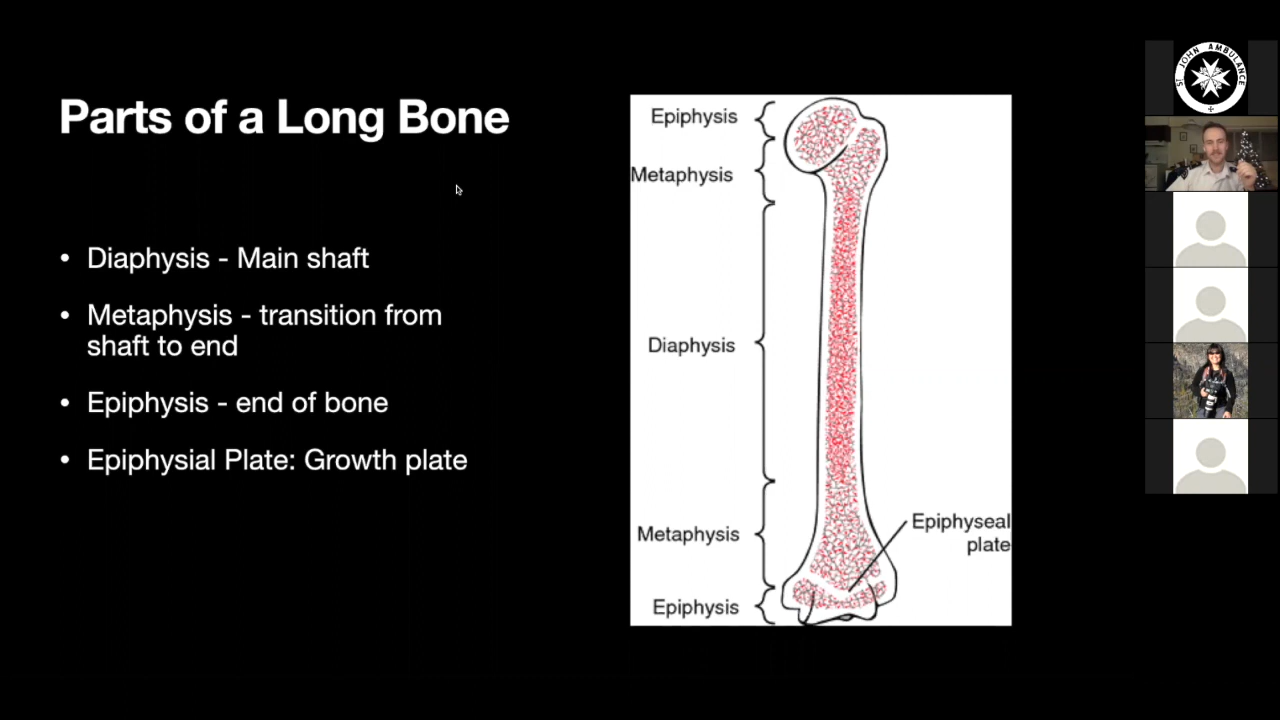 Parts of a Long Bone
• Diaphysis - Main shaft
• Metaphysis - transition from
shaft to end
• Epiphysis - end of bone
• Epiphysial Plate: Growth plate
Epiphysis
Metaphysis
Diaphysis
Metaphysis
Epiphysis
Epiphyseal
plate
ST JOHN AMBULANCE